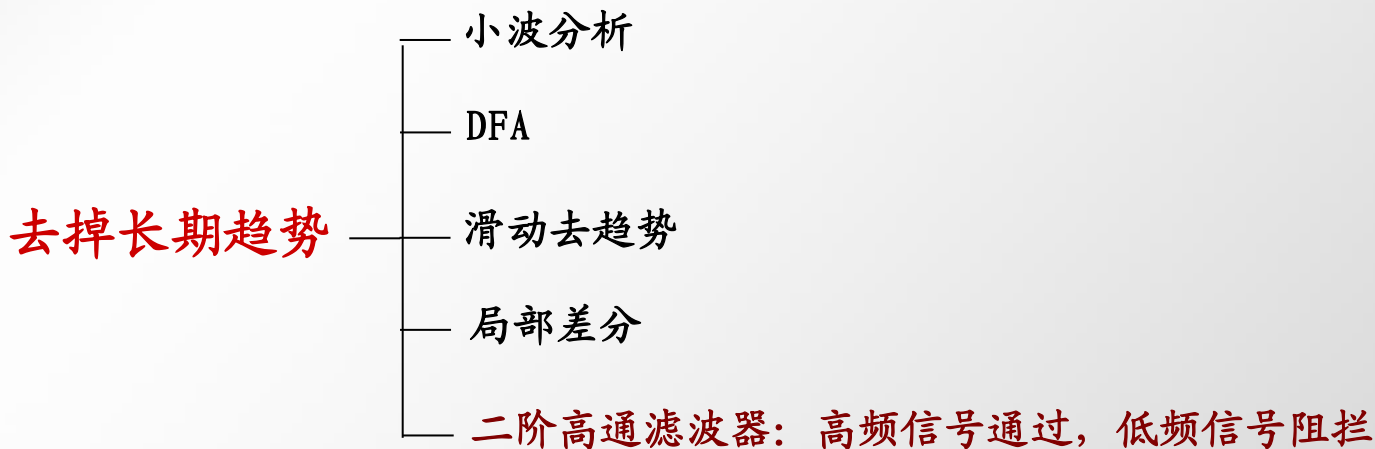 小波分析
DFA
去掉长期趋势
滑动去趋势
局部差分
二阶高通滤波器：高频信号通过，低频信号阻拦